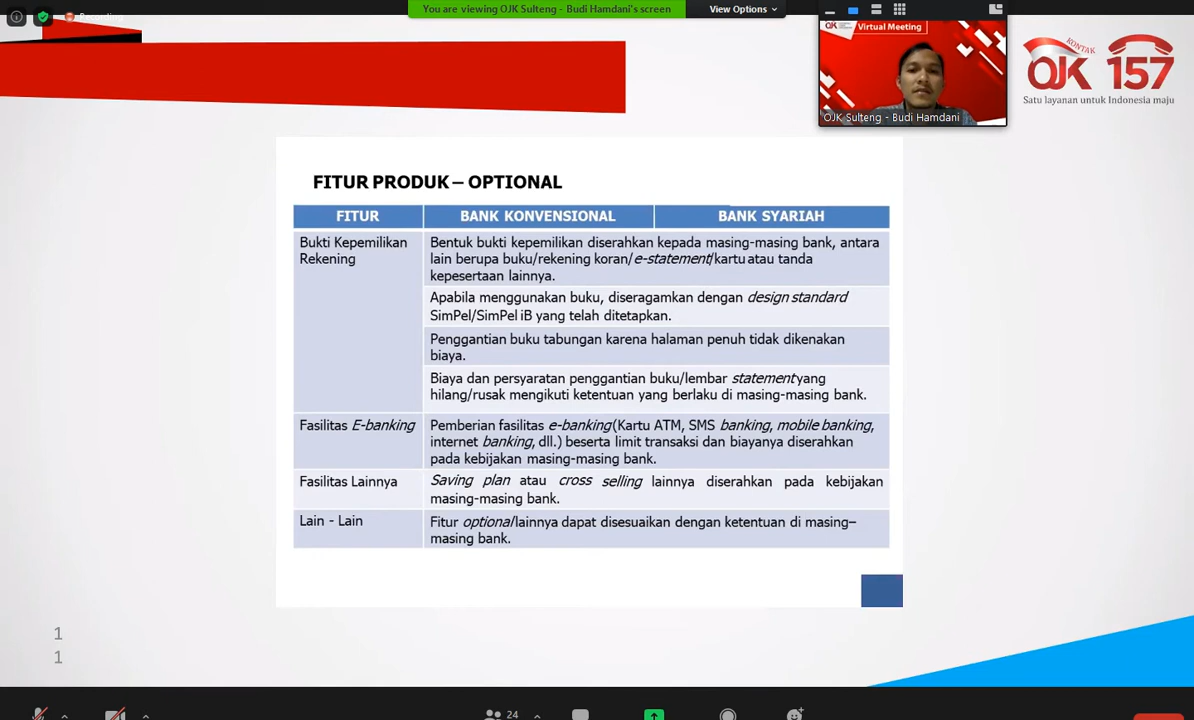 Recording
You are viewing OJK Sulteng - Budi Hamdani's screen
View Options
OJK
Virtual Meeting
OJK Sulteng - Budi Hamdani
KONTAK
OJK 157
Satu layanan untuk Indonesia maju
FITUR PRODUK – OPTIONAL
FITUR BANK KONVENSIONAL BANK SYARIAH
Bukti Kepemilikan
Rekening
Bentuk bukti kepemilikan diserahkan kepada masing-masing bank, antara
lain berupa buku/rekening koran/e-statement/kartu atau tanda
kepesertaan lainnya.
Apabila menggunakan buku, diseragamkan dengan design standard
SimPel/SimPel iB yang telah ditetapkan.
Penggantian buku tabungan karena halaman penuh tidak dikenakan
biaya.
Biaya dan persyaratan penggantian buku/lembar statement yang
hilang/rusak mengikuti ketentuan yang berlaku di masing-masing bank.
Fasilitas E-banking
Pemberian fasilitas e-banking (Kartu ATM, SMS banking, mobile banking,
internet banking, dll.) beserta limit transaksi dan biayanya diserahkan
pada kebijakan masing-masing bank.
Fasilitas Lainnya
Saving plan atau cross selling lainnya diserahkan pada kebijakan
masing-masing bank.
Lain - Lain
Fitur optional/lainnya dapat disesuaikan dengan ketentuan di masing–
masing bank.
1
1
24